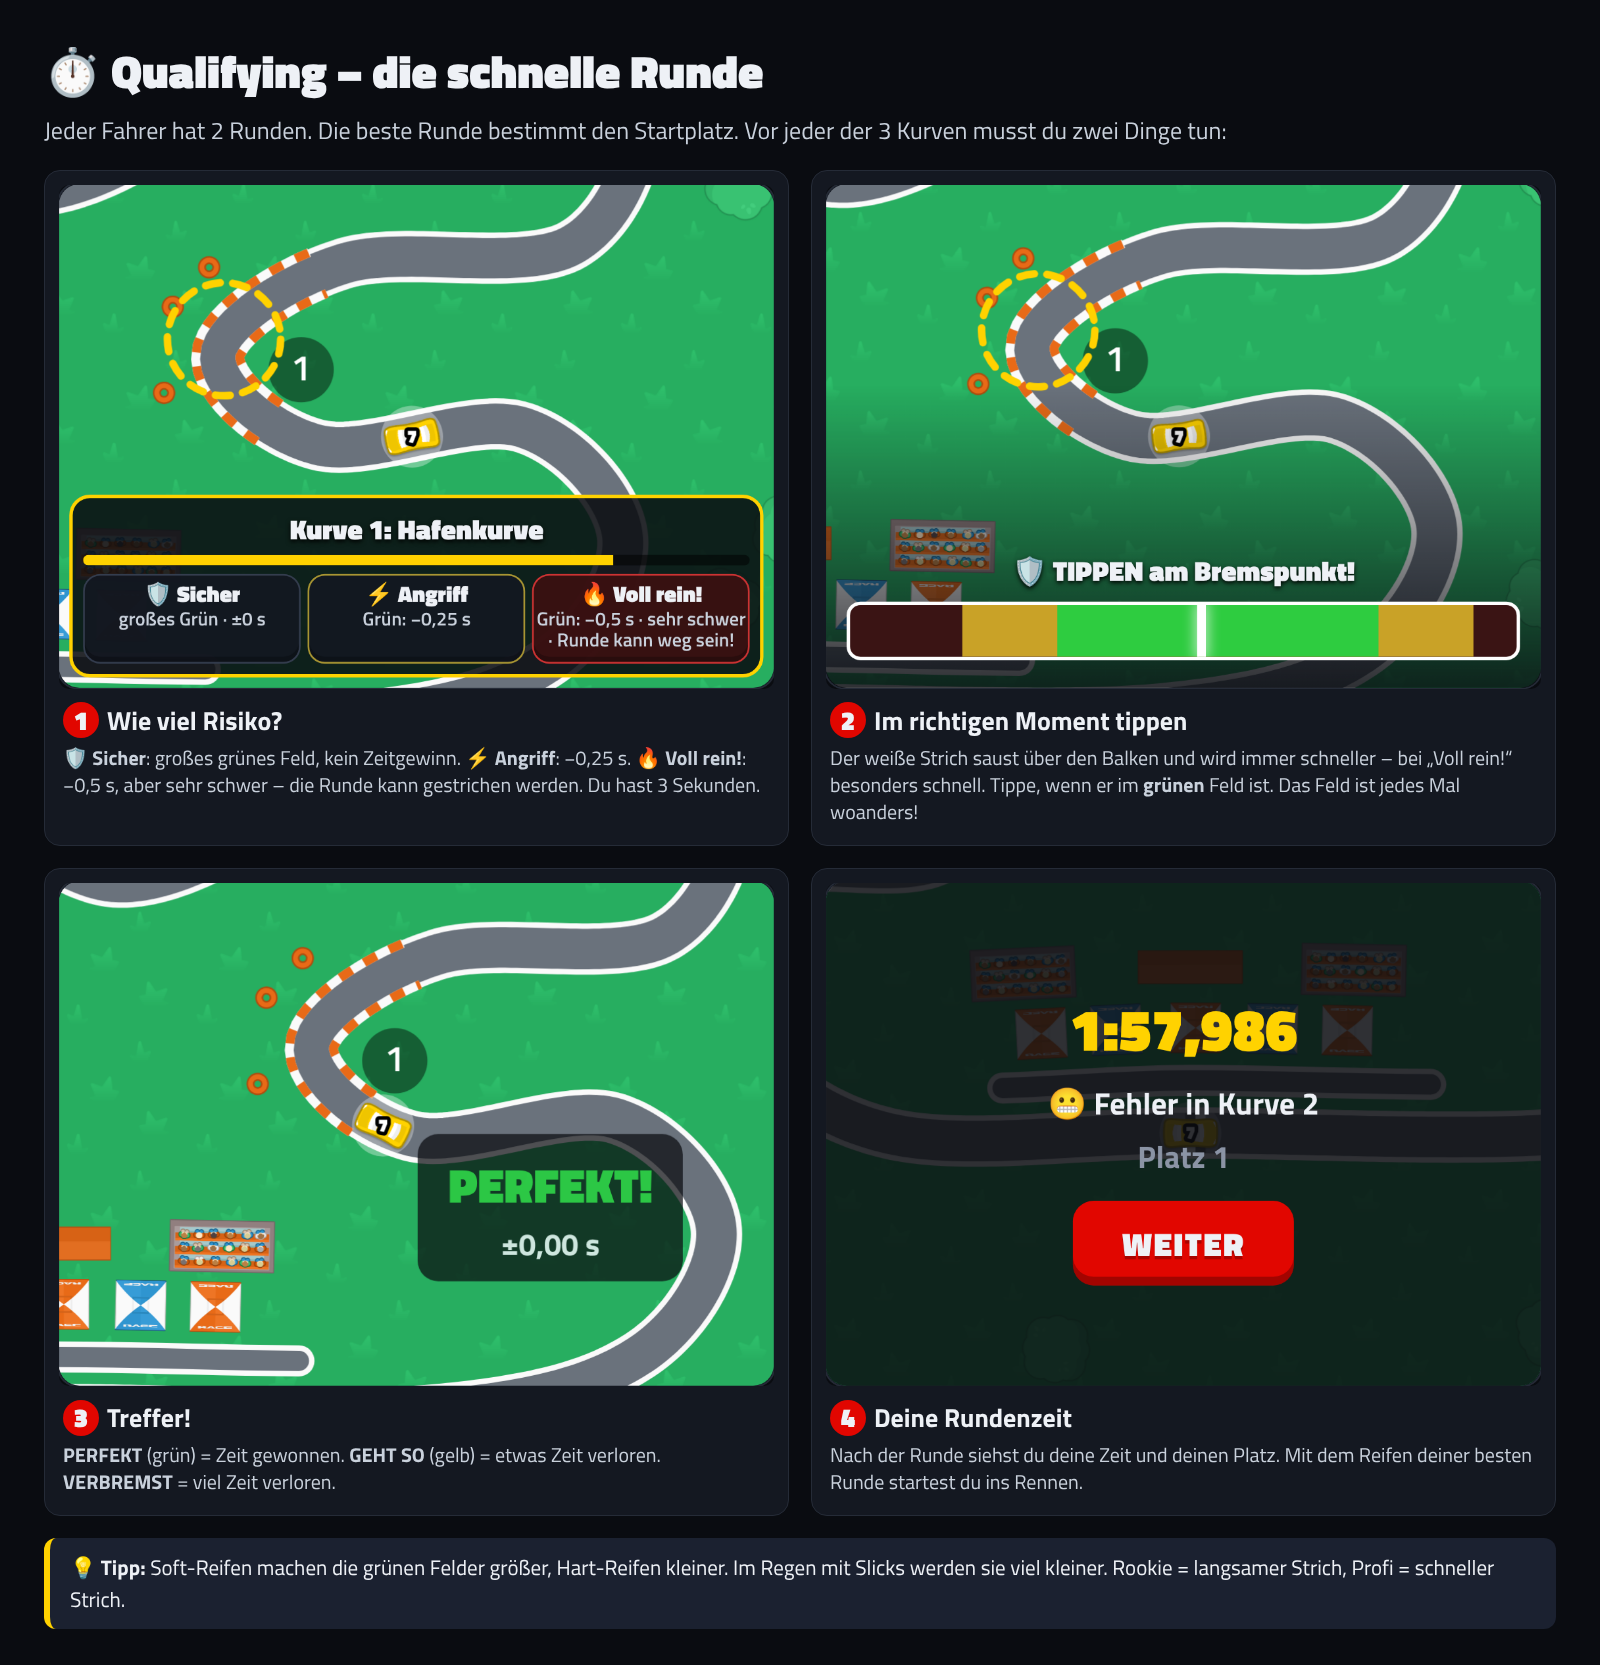 Qualifying – die schnelle Runde
Jeder Fahrer hat 2 Runden. Die beste Runde bestimmt den Startplatz. Vor jeder der 3 Kurven musst du zwei Dinge tun:
1
7
Kurve 1: Hafenkurve
Sicher
großes Grün · ±0 s
Angriff
Grün: −0,25 s
Voll rein!
Grün: −0,5 s · sehr schwer
· Runde kann weg sein!
1 Wie viel Risiko?
Sicher: großes grünes Feld, kein Zeitgewinn. Angriff: −0,25 s. Voll rein!:
−0,5 s, aber sehr schwer – die Runde kann gestrichen werden. Du hast 3 Sekunden.
1
7
TIPPEN am Bremspunkt!
2 Im richtigen Moment tippen
Der weiße Strich saust über den Balken und wird immer schneller – bei „Voll rein!“
besonders schnell. Tippe, wenn er im grünen Feld ist. Das Feld ist jedes Mal
woanders!
1
7
PERFEKT!
±0,00 s
RACE
3 Treffer!
PERFEKT (grün) = Zeit gewonnen. GEHT SO (gelb) = etwas Zeit verloren.
VERBREMST = viel Zeit verloren.
1:57,986
Fehler in Kurve 2
7
Platz 1
WEITER
4 Deine Rundenzeit
Nach der Runde siehst du deine Zeit und deinen Platz. Mit dem Reifen deiner besten
Runde startest du ins Rennen.
Tipp: Soft-Reifen machen die grünen Felder größer, Hart-Reifen kleiner. Im Regen mit Slicks werden sie viel kleiner. Rookie = langsamer Strich, Profi = schneller
Strich.